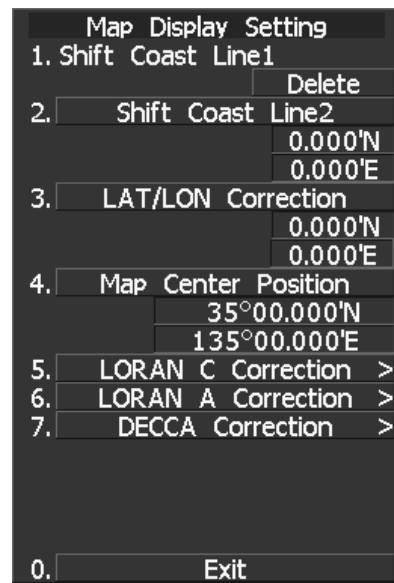 Map Display Setting
1. Shift Coast Line1
Delete
2. Shift Coast Line2
0.000'N
0.000'E
3. LAT/LON Correction
0.000'N
0.000'E
4. Map Center Position
35°00.000'N
135°00.000'E
5. LORAN C Correction >
6. LORAN A Correction >
7. DECCA Correction >
0. Exit